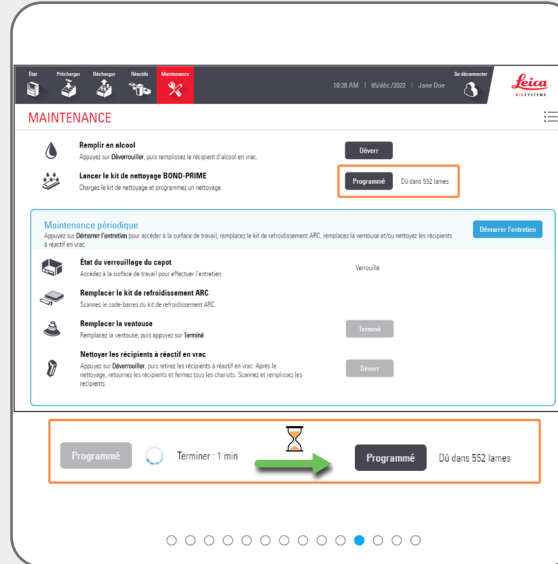 État Précharger Décharger Réactifs Maintenance
10:28 AM | 05/déc./2022 | Jane Doe
Se déconnecter
Leica
BIOSYSTEMS
MAINTENANCE
Remplir en alcool
Appuyez sur Déverrouiller, puis remplissez le récipient d'alcool en vrac.
Déverr
Lancer le kit de nettoyage BOND-PRIME
Chargez le kit de nettoyage et programmez un nettoyage.
Programmé Dû dans 552 lames
Maintenance périodique
Appuyez sur Démarrer l'entretien pour accéder à la surface de travail, remplacez le kit de refroidissement ARC, remplacez la ventouse et/ou nettoyez les récipients
à réactif en vrac.
Démarrer l'entretien
État du verrouillage du capot
Accédez à la surface de travail pour effectuer l'entretien
Verrouillé
Remplacer le kit de refroidissement ARC
Scannez le code-barres du kit de refroidissement ARC.
Remplacer la ventouse
Remplacez la ventouse, puis appuyez sur Terminé
Terminé
Nettoyer les récipients à réactif en vrac
Appuyez sur Déverrouiller, puis retirez les récipients à réactif en vrac. Après le
nettoyage, retournez les récipients et fermez tous les chariots. Scannez et remplissez les
récipients.
Déverr
Programmé Terminer : 1 min Programmé Dû dans 552 lames